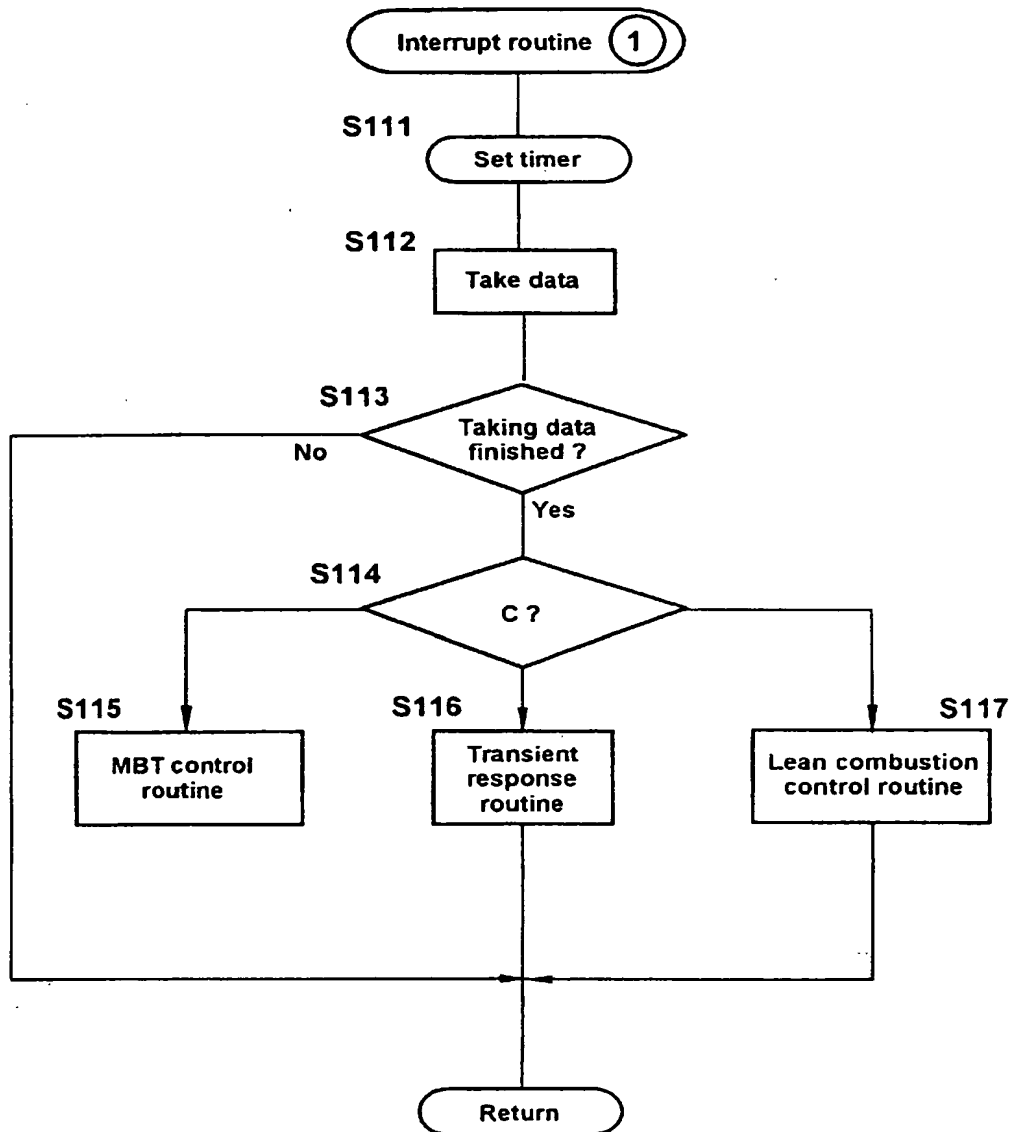 Interrupt routine 1
S111
Set timer
S112
Take data
S113
Taking data
finished ?
No
Yes
S114
C ?
S115
MBT control
routine
S116
Transient
response
routine
S117
Lean combustion
control routine
Return